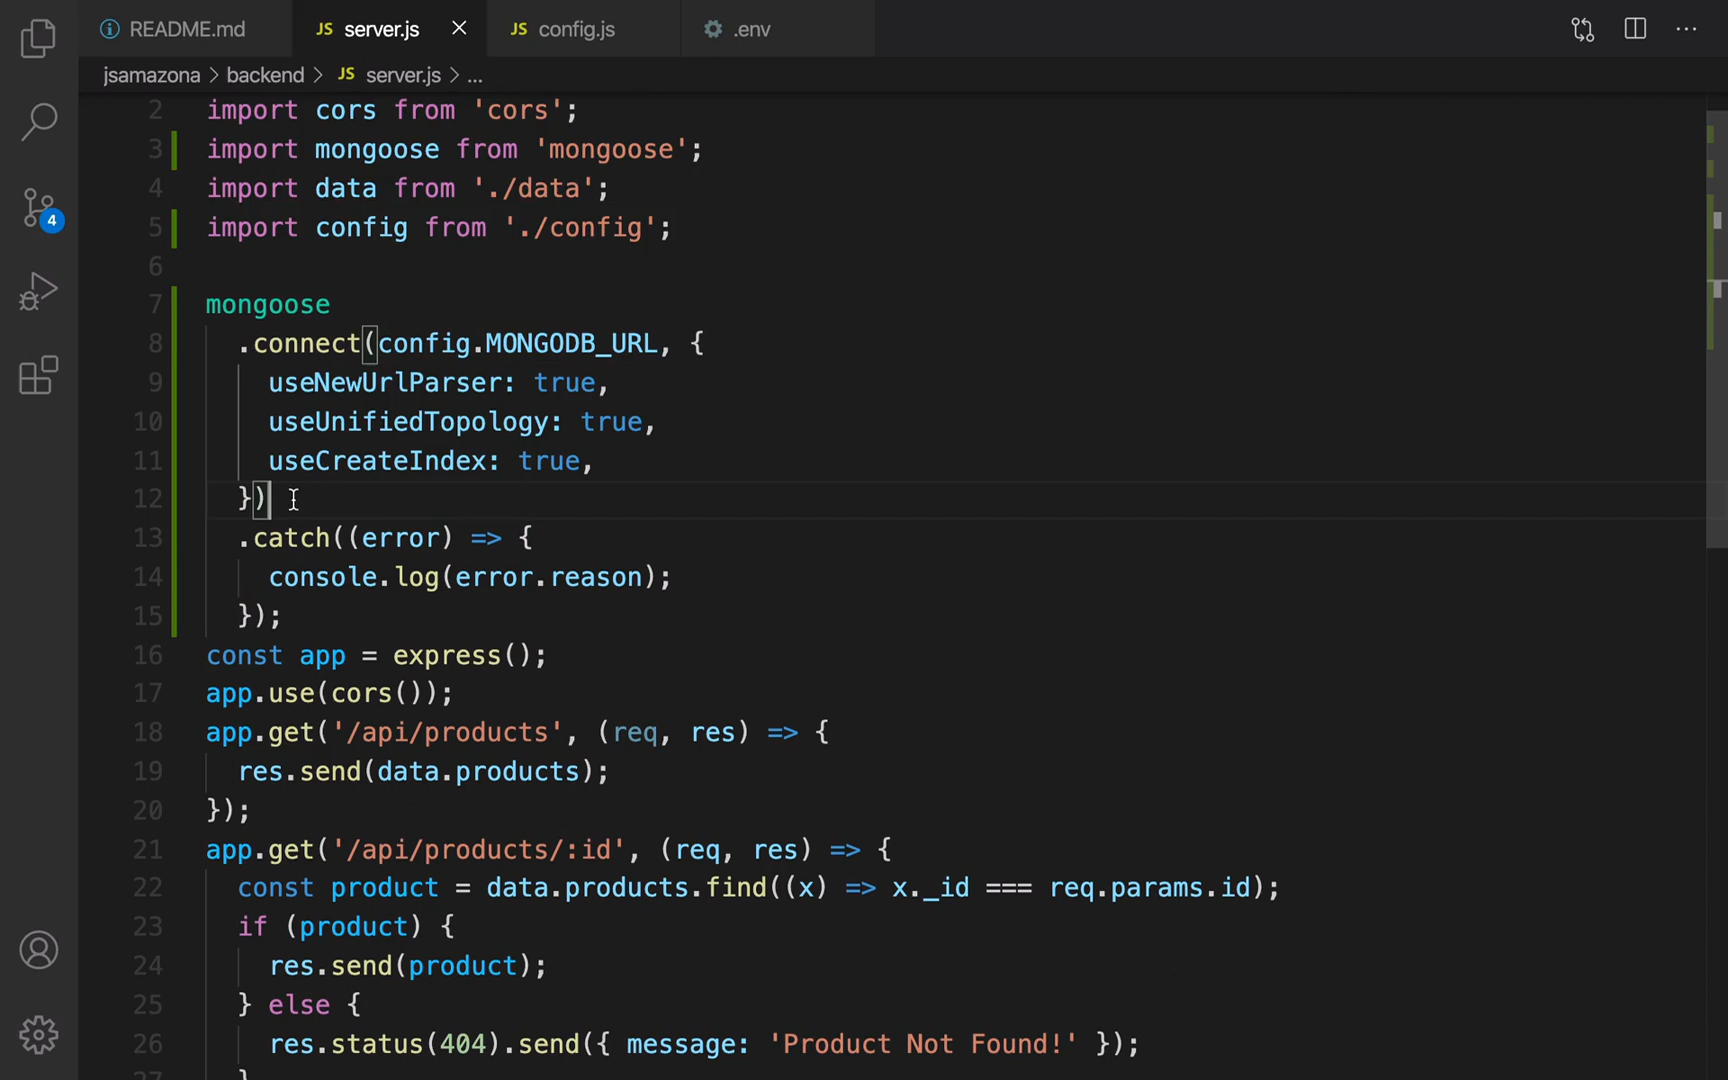 README.md
JS server.js
JS config.js
.env
jsamazona > backend > JS server.js > ...
4
2 import cors from 'cors';
3 import mongoose from 'mongoose';
4 import data from './data';
5 import config from './config';
6
7 mongoose
8 .connect(config.MONGODB_URL, {
9 useNewUrlParser: true,
10 useUnifiedTopology: true,
11 useCreateIndex: true,
12 })
13 .catch((error) => {
14 console.log(error.reason);
15 });
16 const app = express();
17 app.use(cors());
18 app.get('/api/products', (req, res) => {
19 res.send(data.products);
20 });
21 app.get('/api/products/:id', (req, res) => {
22 const product = data.products.find((x) => x._id === req.params.id);
23 if (product) {
24 res.send(product);
25 } else {
26 res.status(404).send({ message: 'Product Not Found!' });